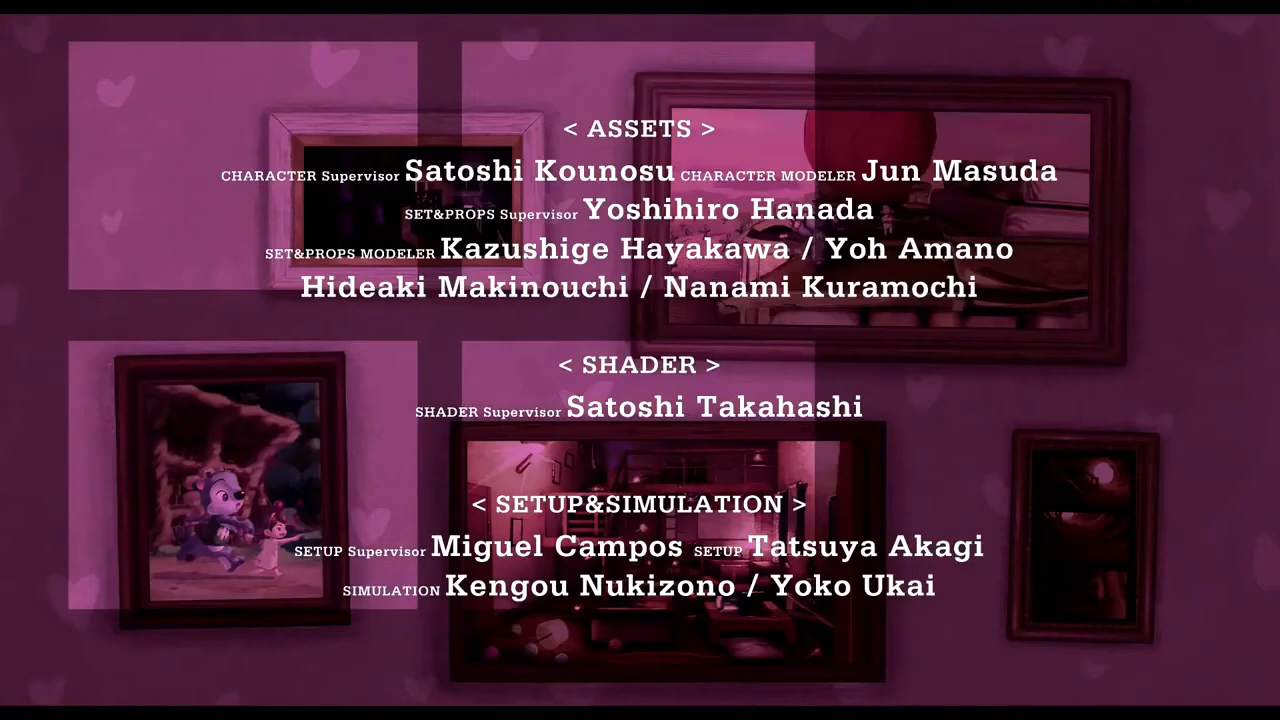 < ASSETS >
CHARACTER Supervisor Satoshi Kounosu CHARACTER MODELER Jun Masuda
SET&PROPS Supervisor Yoshihiro Hanada
SET&PROPS MODELER Kazushige Hayakawa / Yoh Amano
Hideaki Makinouchi / Nanami Kuramochi
< SHADER >
SHADER Supervisor Satoshi Takahashi
< SETUP&SIMULATION >
SETUP Supervisor Miguel Campos SETUP Tatsuya Akagi
SIMULATION Kengou Nukizono / Yoko Ukai